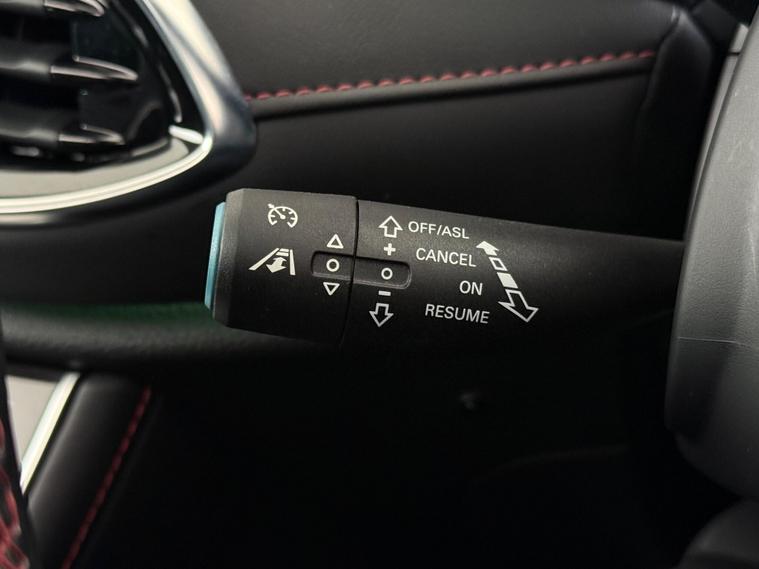 OFF/ASL
+
CANCEL
ON
−
RESUME